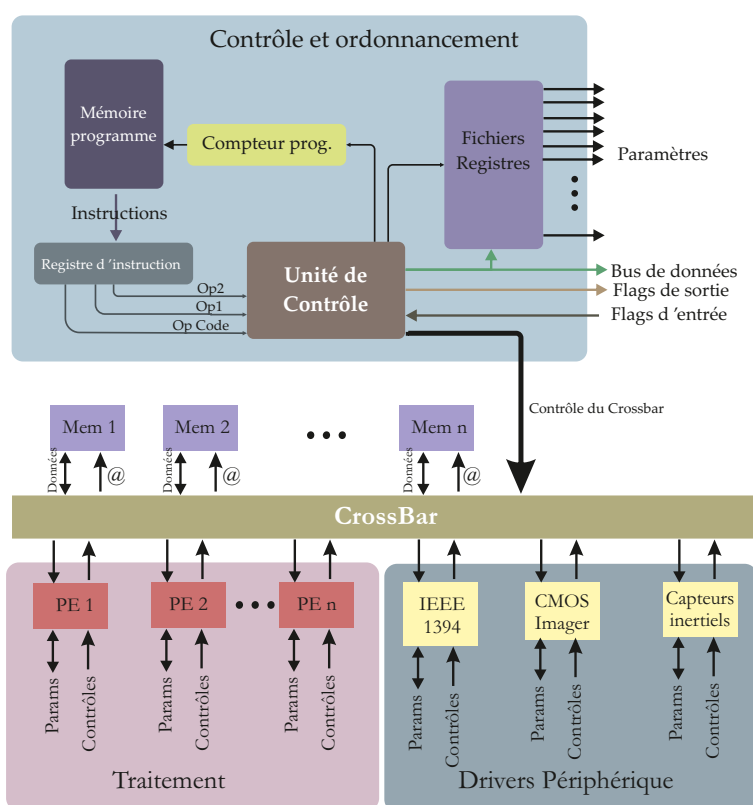 Contrôle et ordonnancement
Mémoire
programme
Compteur prog.
Fichiers
Registres
Paramètres
Instructions
Registre d ’instruction
Op2
Op1
Op Code
Unité de
Contrôle
Bus de données
Flags de sortie
Flags d ’entrée
Contrôle du Crossbar
Mem 1
Mem 2
Mem n
Données
@
Données
@
Données
@
CrossBar
PE 1
PE 2
PE n
IEEE
1394
CMOS
Imager
Capteurs
inertiels
Params
Contrôles
Params
Contrôles
Params
Contrôles
Params
Contrôles
Params
Contrôles
Params
Contrôles
Traitement
Drivers Périphérique